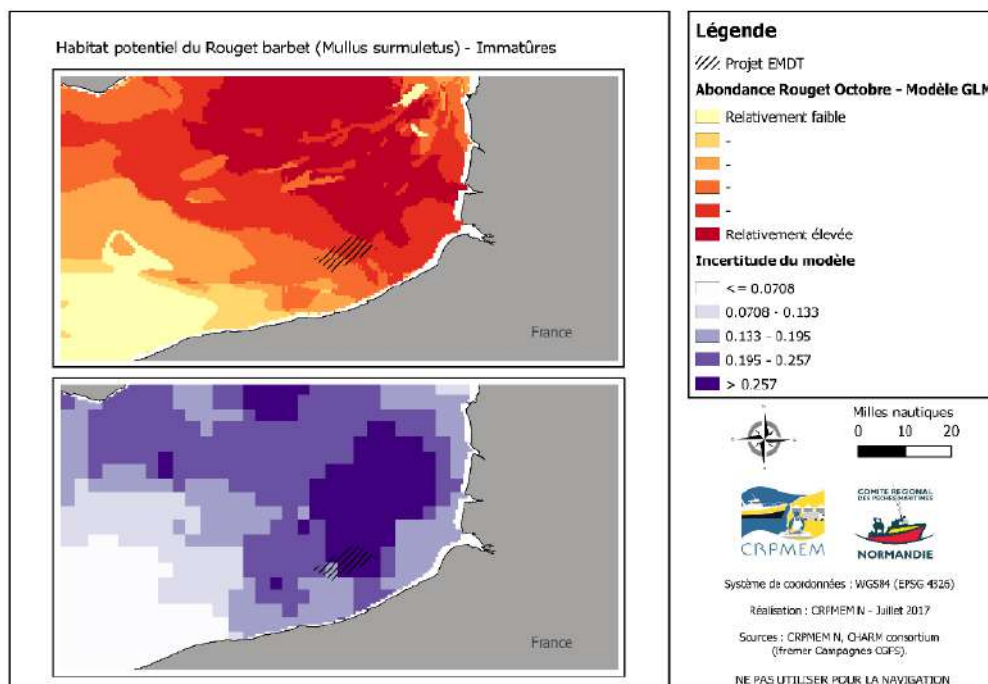 Habitat potentiel du Rouget barbet (Mullus surmuletus) - Immatûres
France
France
Légende
Projet EMDT
Abondance Rouget Octobre - Modèle GLM
Relativement faible
-
-
-
-
Relativement élevée
Incertitude du modèle
<= 0.0708
0.0708 - 0.133
0.133 - 0.195
0.195 - 0.257
> 0.257
Milles nautiques
0 10 20
CRPMEM
COMITE REGIONAL
DES PECHES MARITIMES
NORMANDIE
Système de coordonnées : WGS84 (EPSG 4326)
Réalisation : CRPMEM N - Juillet 2017
Sources : CRPMEM N, CHARM consortium
(Ifremer Campagnes CGFS).
NE PAS UTILISER POUR LA NAVIGATION